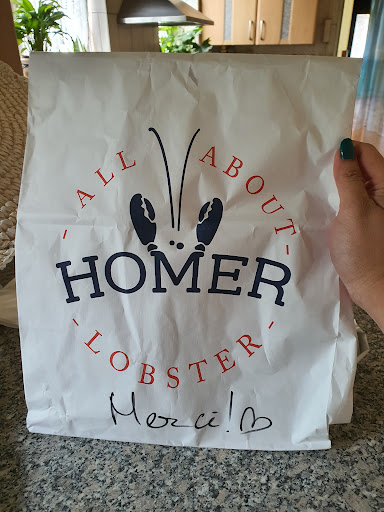 - ALL ABOUT -
HOMER
- LOBSTER -
Merci! ♡